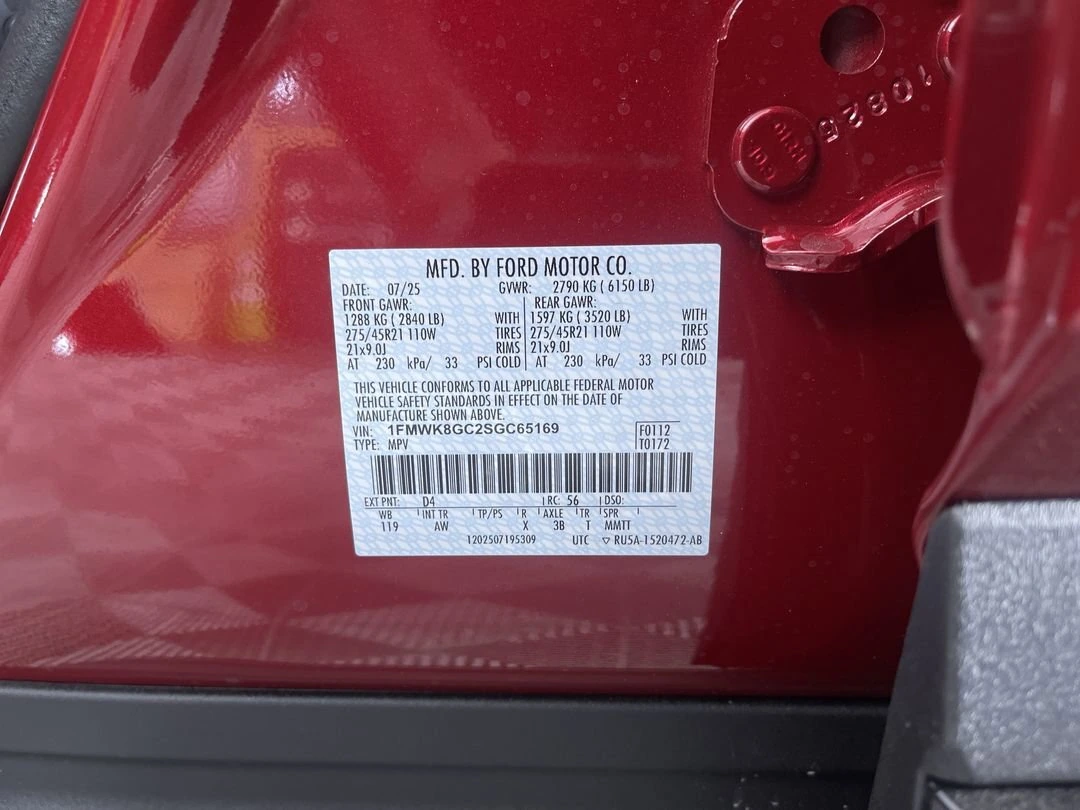 10825
MFD. BY FORD MOTOR CO.
DATE: 07/25 GVWR: 2790 KG ( 6150 LB)
FRONT GAWR: REAR GAWR:
1288 KG ( 2840 LB) WITH 1597 KG ( 3520 LB) WITH
275/45R21 110W TIRES 275/45R21 110W TIRES
21x9.0J RIMS 21x9.0J RIMS
AT 230 kPa/ 33 PSI COLD AT 230 kPa/ 33 PSI COLD
THIS VEHICLE CONFORMS TO ALL APPLICABLE FEDERAL MOTOR
VEHICLE SAFETY STANDARDS IN EFFECT ON THE DATE OF
MANUFACTURE SHOWN ABOVE.
VIN: 1FMWK8GC2SGC65169 F0112
TYPE: MPV T0172
EXT PNT: D4 RC: 56 DSO:
WB INT TR TP/PS R AXLE TR SPR
119 AW X 3B T MMTT
1202507195309 UTC ▽ RU5A-1520472-AB